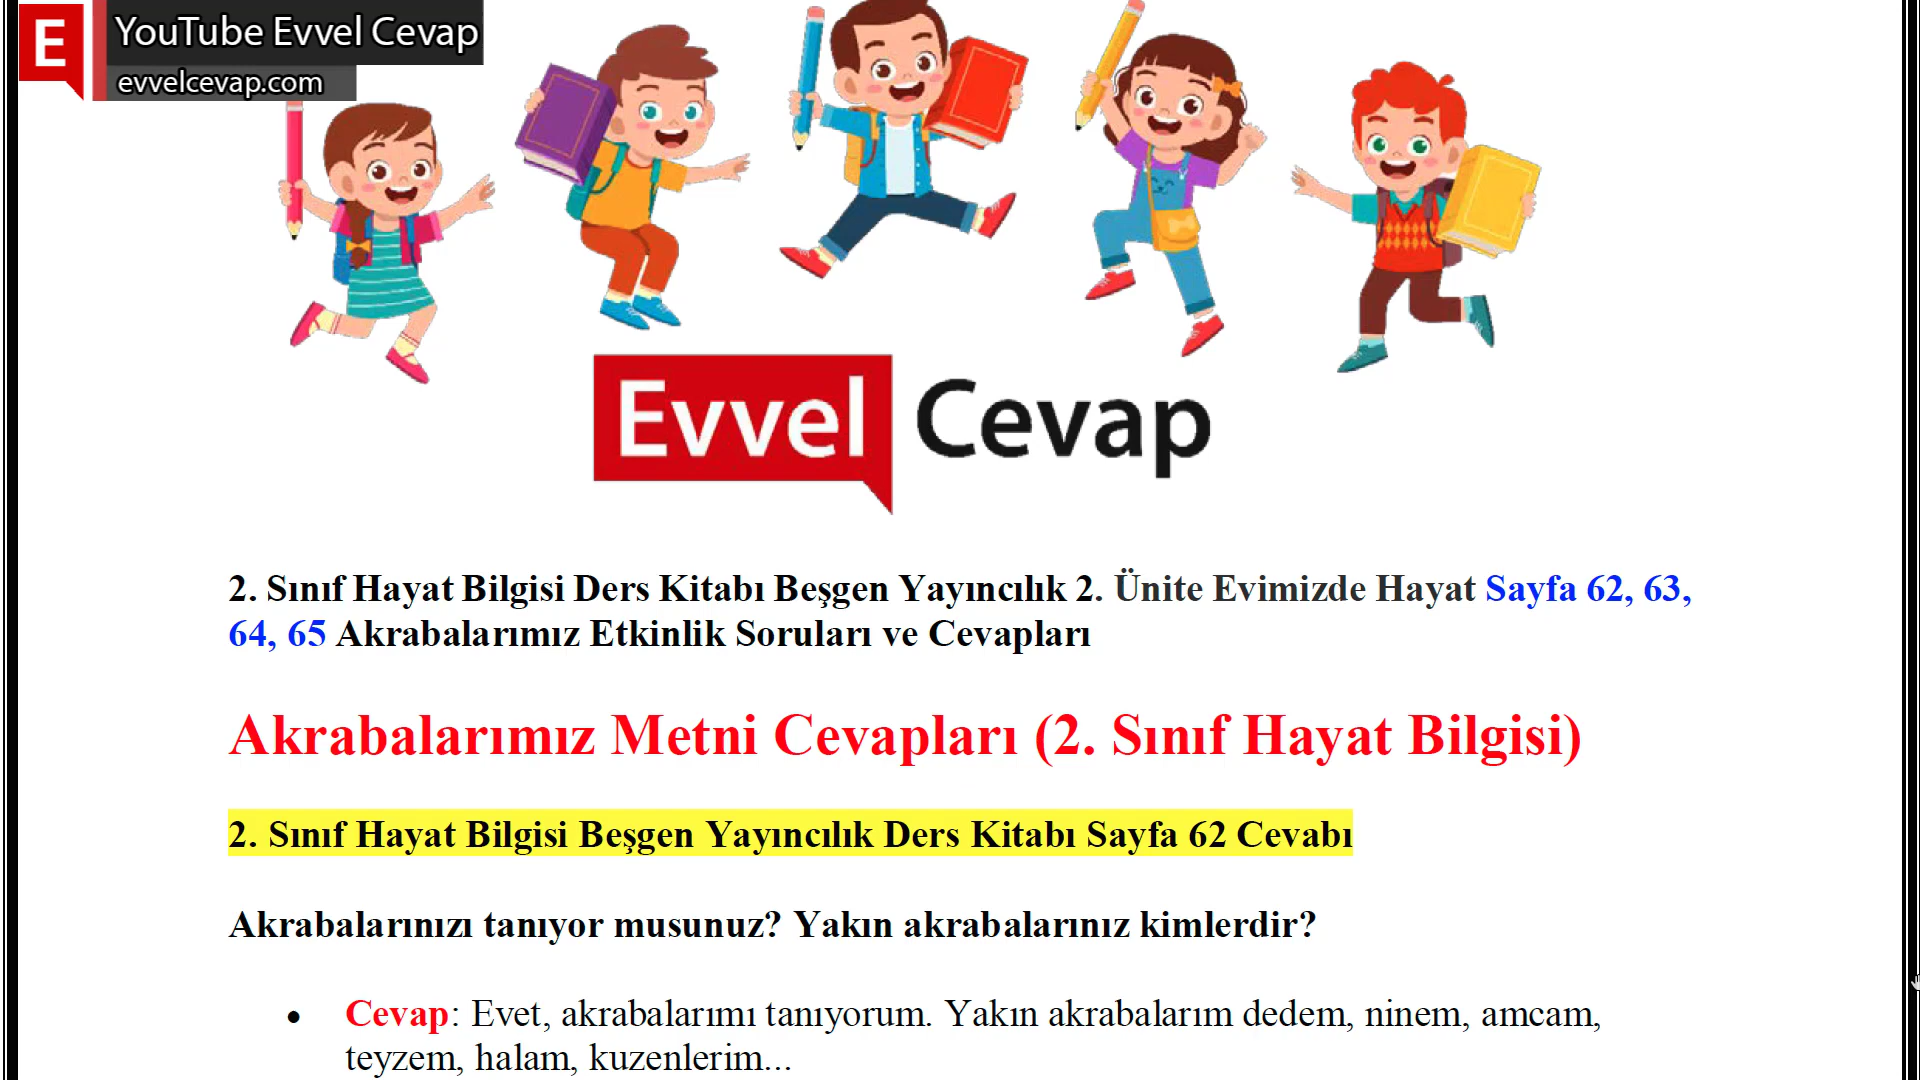 E
YouTube Evvel Cevap
evvelcevap.com
Evvel Cevap
2. Sınıf Hayat Bilgisi Ders Kitabı Beşgen Yayıncılık 2. Ünite Evimizde Hayat Sayfa 62, 63,
64, 65 Akrabalarımız Etkinlik Soruları ve Cevapları
Akrabalarımız Metni Cevapları (2. Sınıf Hayat Bilgisi)
2. Sınıf Hayat Bilgisi Beşgen Yayıncılık Ders Kitabı Sayfa 62 Cevabı
Akrabalarınızı tanıyor musunuz? Yakın akrabalarınız kimlerdir?
• Cevap: Evet, akrabalarımı tanıyorum. Yakın akrabalarım dedem, ninem, amcam,
teyzem, halam, kuzenlerim...